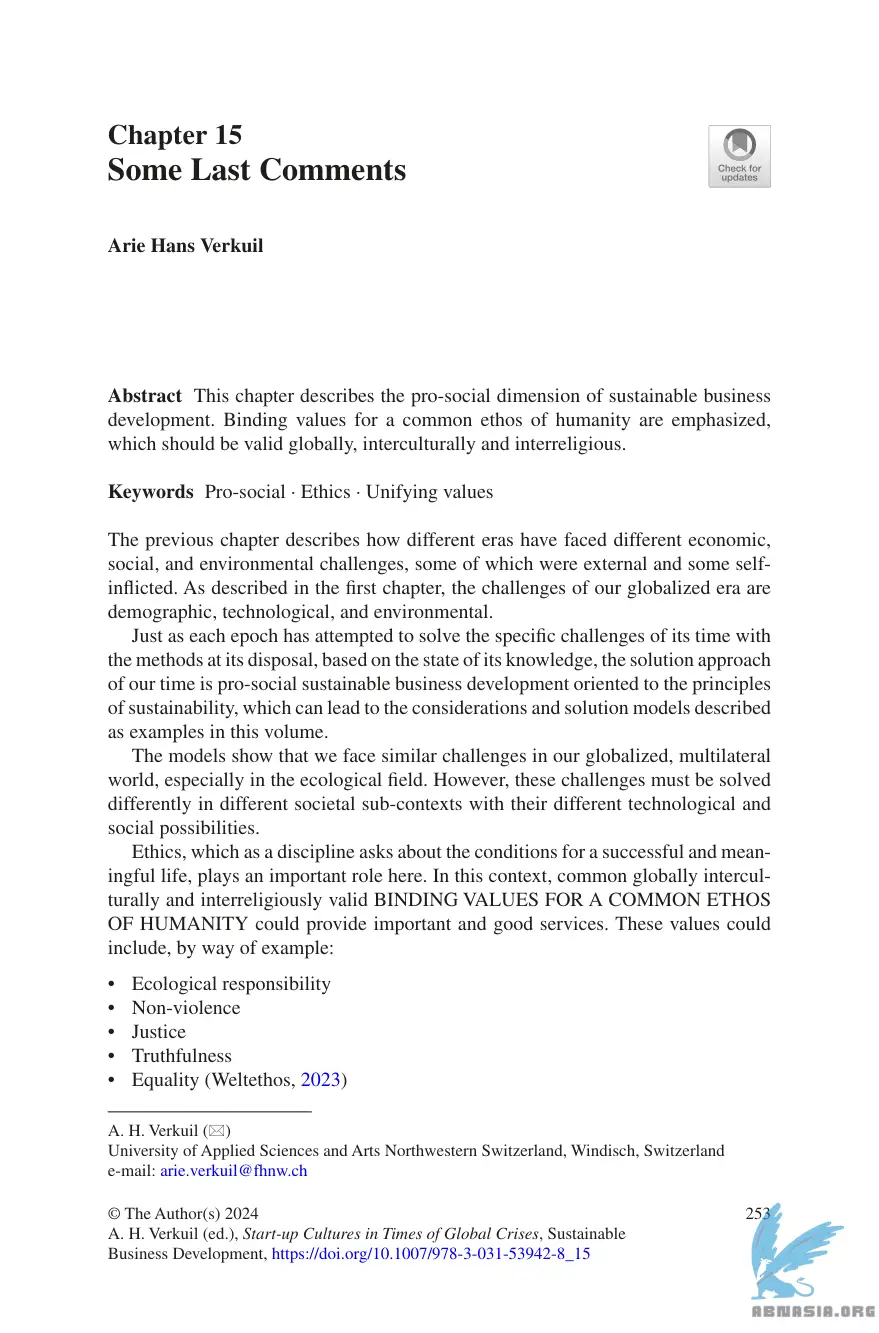 Chapter 15
Some Last Comments
Check for
updates
Arie Hans Verkuil
Abstract This chapter describes the pro-social dimension of sustainable business
development. Binding values for a common ethos of humanity are emphasized,
which should be valid globally, interculturally and interreligious.
Keywords Pro-social · Ethics · Unifying values
The previous chapter describes how different eras have faced different economic,
social, and environmental challenges, some of which were external and some self-
inflicted. As described in the first chapter, the challenges of our globalized era are
demographic, technological, and environmental.
Just as each epoch has attempted to solve the specific challenges of its time with
the methods at its disposal, based on the state of its knowledge, the solution approach
of our time is pro-social sustainable business development oriented to the principles
of sustainability, which can lead to the considerations and solution models described
as examples in this volume.
The models show that we face similar challenges in our globalized, multilateral
world, especially in the ecological field. However, these challenges must be solved
differently in different societal sub-contexts with their different technological and
social possibilities.
Ethics, which as a discipline asks about the conditions for a successful and mean-
ingful life, plays an important role here. In this context, common globally intercul-
turally and interreligiously valid BINDING VALUES FOR A COMMON ETHOS
OF HUMANITY could provide important and good services. These values could
include, by way of example:
• Ecological responsibility
• Non-violence
• Justice
• Truthfulness
• Equality (Weltethos, 2023)
A. H. Verkuil (✉)
University of Applied Sciences and Arts Northwestern Switzerland, Windisch, Switzerland
e-mail: arie.verkuil@fhnw.ch
© The Author(s) 2024
253
A. H. Verkuil (ed.), Start-up Cultures in Times of Global Crises, Sustainable
Business Development, https://doi.org/10.1007/978-3-031-53942-8_15
ABNASIA.ORG